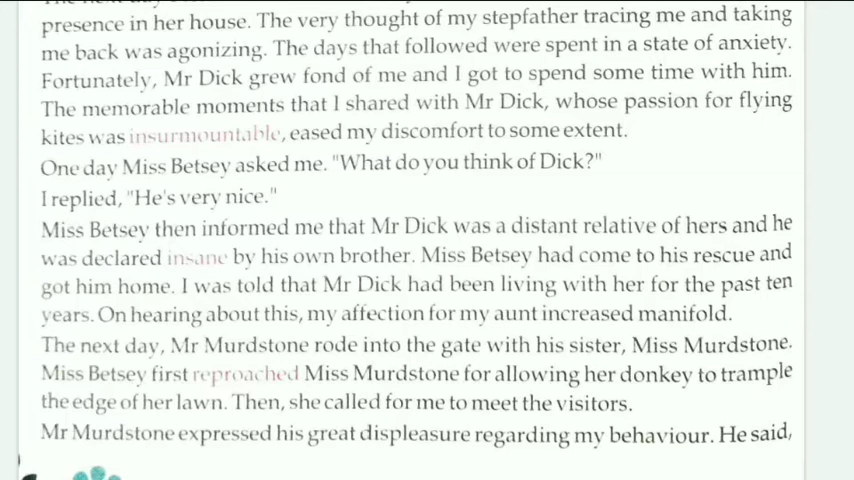 presence in her house. The very thought of my stepfather tracing me and taking
me back was agonizing. The days that followed were spent in a state of anxiety.
Fortunately, Mr Dick grew fond of me and I got to spend some time with him.
The memorable moments that I shared with Mr Dick, whose passion for flying
kites was insurmountable, eased my discomfort to some extent.
One day Miss Betsey asked me. "What do you think of Dick?"
I replied, "He's very nice."
Miss Betsey then informed me that Mr Dick was a distant relative of hers and he
was declared insane by his own brother. Miss Betsey had come to his rescue and
got him home. I was told that Mr Dick had been living with her for the past ten
years. On hearing about this, my affection for my aunt increased manifold.
The next day, Mr Murdstone rode into the gate with his sister, Miss Murdstone.
Miss Betsey first reproached Miss Murdstone for allowing her donkey to trample
the edge of her lawn. Then, she called for me to meet the visitors.
Mr Murdstone expressed his great displeasure regarding my behaviour. He said,